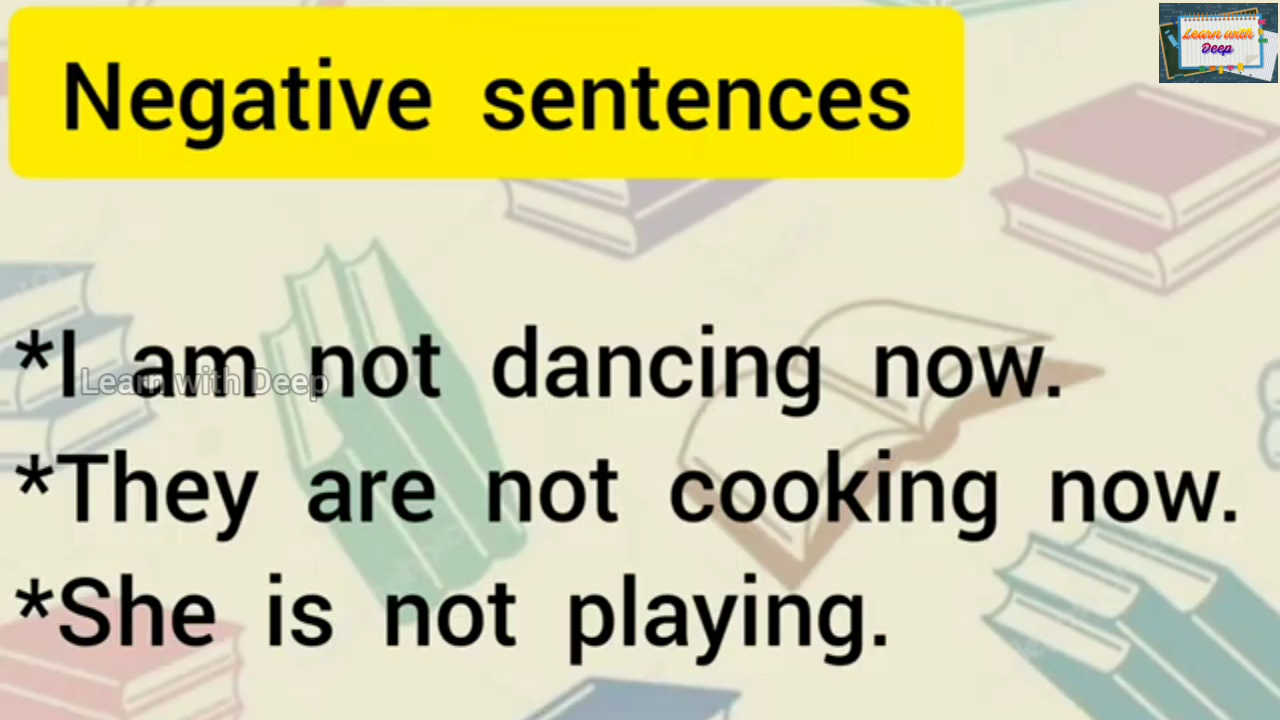 Learn with
Deep
Negative sentences
*I am not dancing now.
Learn with Deep
*They are not cooking now.
*She is not playing.